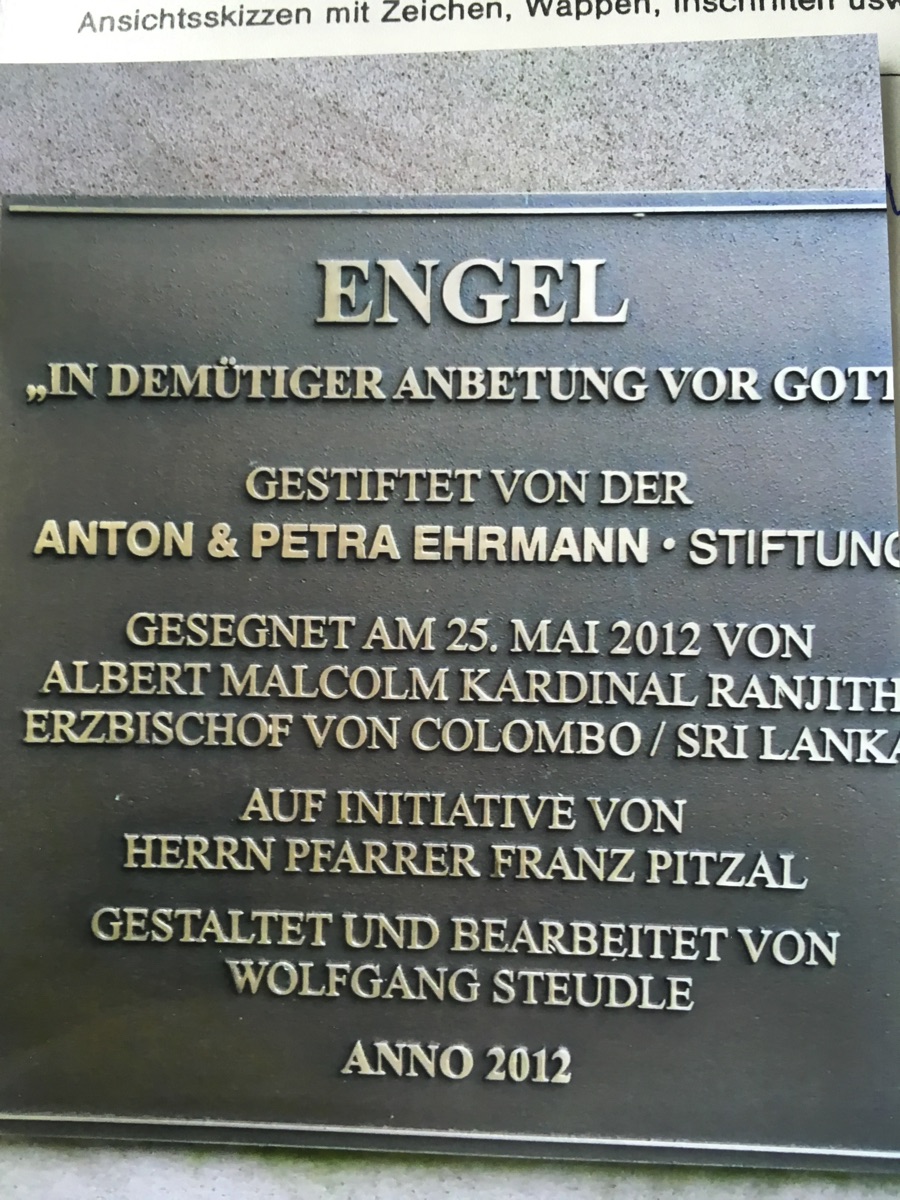 Ansichtsskizzen mit Zeichen, Wappen, Inschriften usw
ENGEL
„IN DEMÜTIGER ANBETUNG VOR GOTT
GESTIFTET VON DER
ANTON & PETRA EHRMANN • STIFTUNG
GESEGNET AM 25. MAI 2012 VON
ALBERT MALCOLM KARDINAL RANJITH
ERZBISCHOF VON COLOMBO / SRI LANKA
AUF INITIATIVE VON
HERRN PFARRER FRANZ PITZAL
GESTALTET UND BEARBEITET VON
WOLFGANG STEUDLE
ANNO 2012